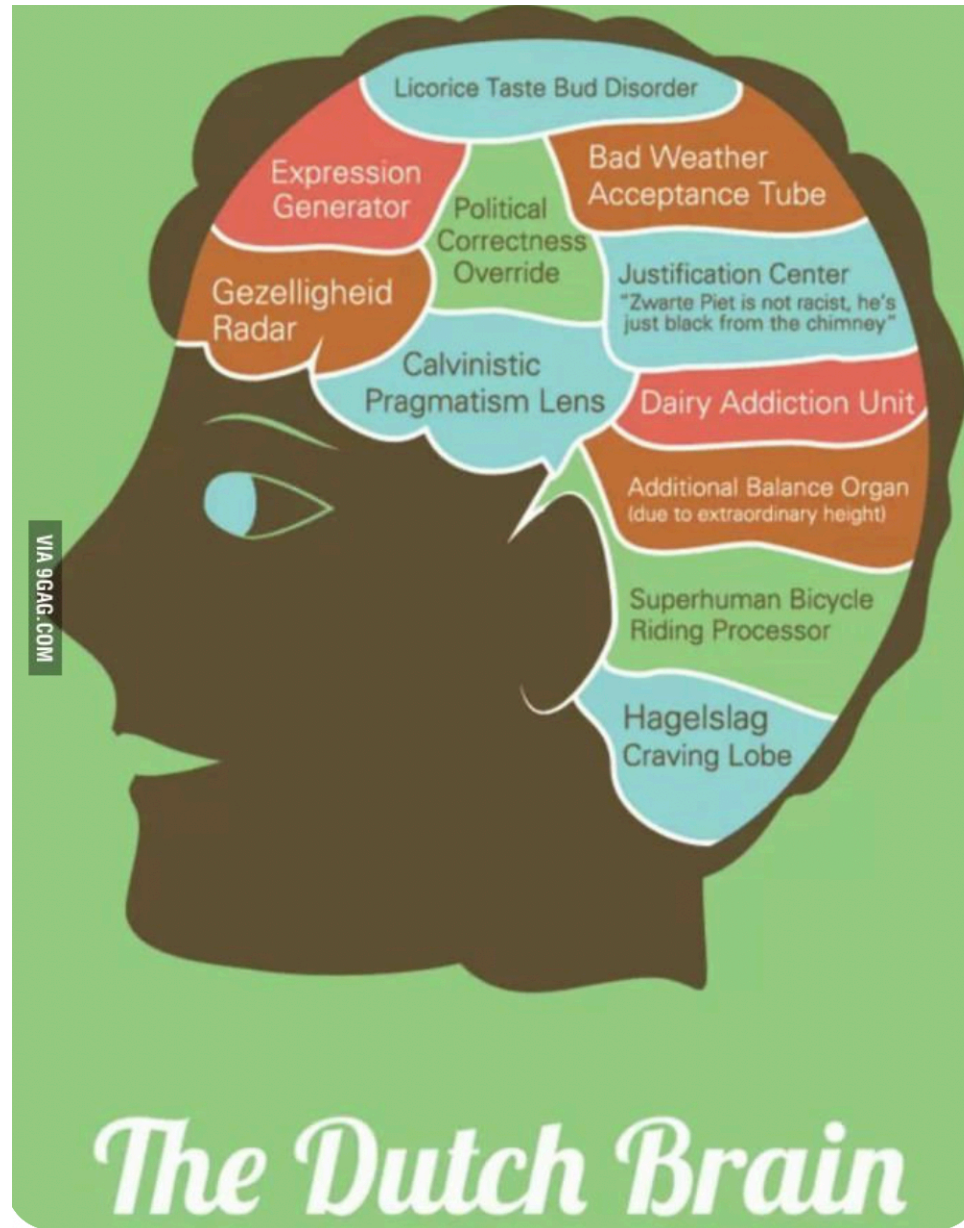 Licorice Taste Bud Disorder
Expression
Generator
Political
Correctness
Override
Bad Weather
Acceptance Tube
Gezelligheid
Radar
Justification Center
"Zwarte Piet is not racist, he's
just black from the chimney"
Calvinistic
Pragmatism Lens
Dairy Addiction Unit
Additional Balance Organ
(due to extraordinary height)
Superhuman Bicycle
Riding Processor
Hagelslag
Craving Lobe
VIA 9GAG.COM
The Dutch Brain